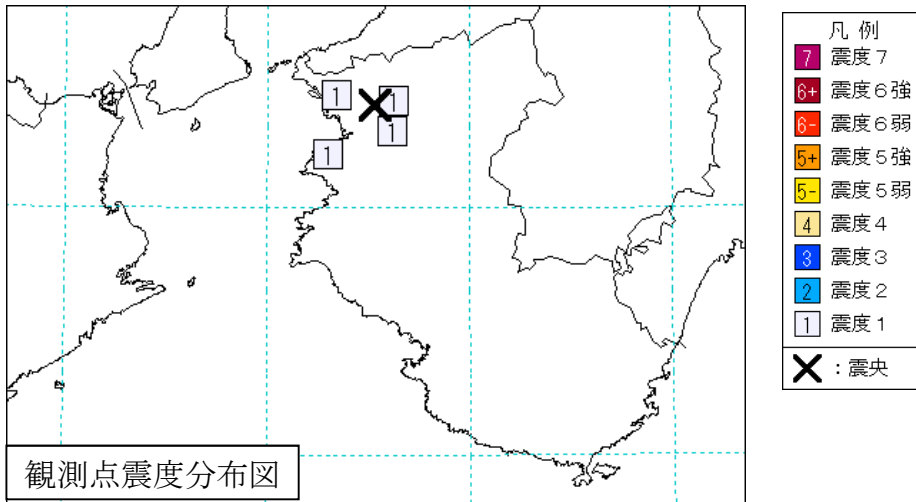 1
1
1
1
観測点震度分布図
凡 例
7 震度７
6+ 震度６強
6- 震度６弱
5+ 震度５強
5- 震度５弱
4 震度４
3 震度３
2 震度２
1 震度１
：震央